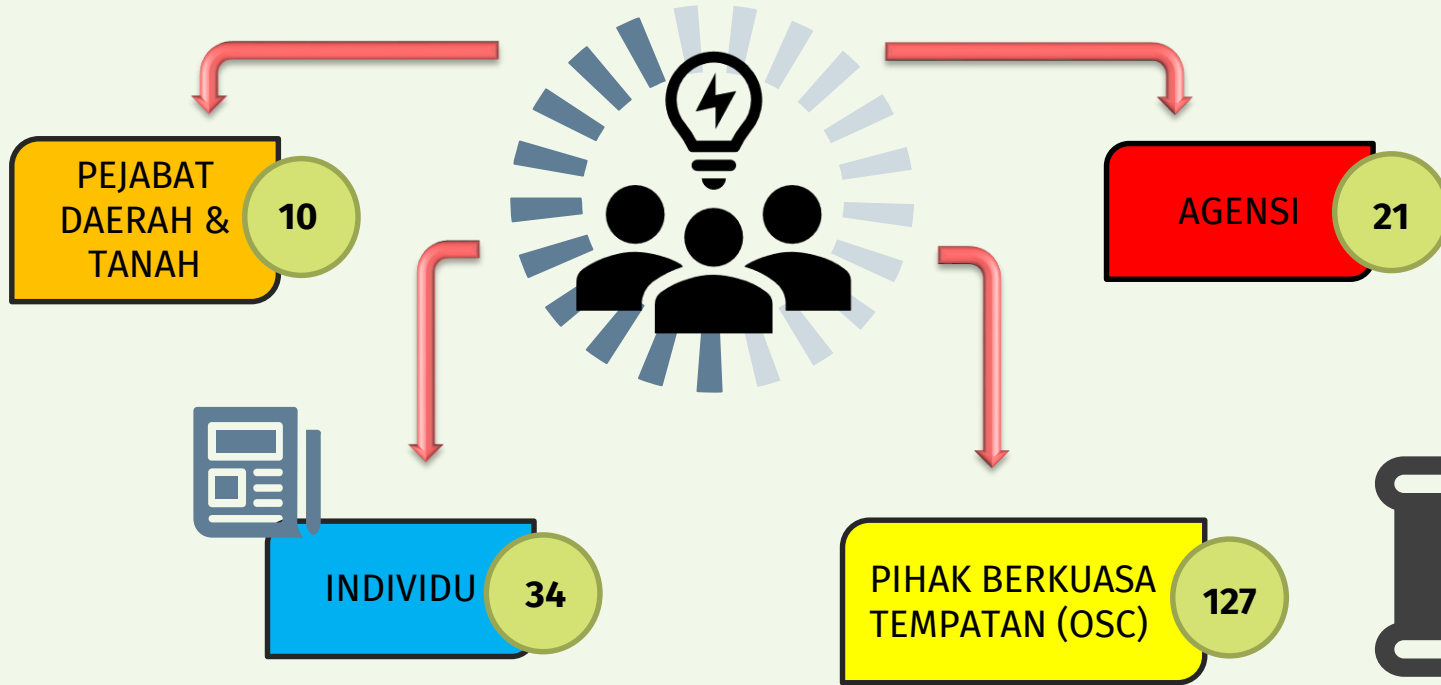 PEJABAT
DAERAH &
TANAH
10
AGENSI
21
INDIVIDU
34
PIHAK BERKUASA
TEMPATAN (OSC)
127